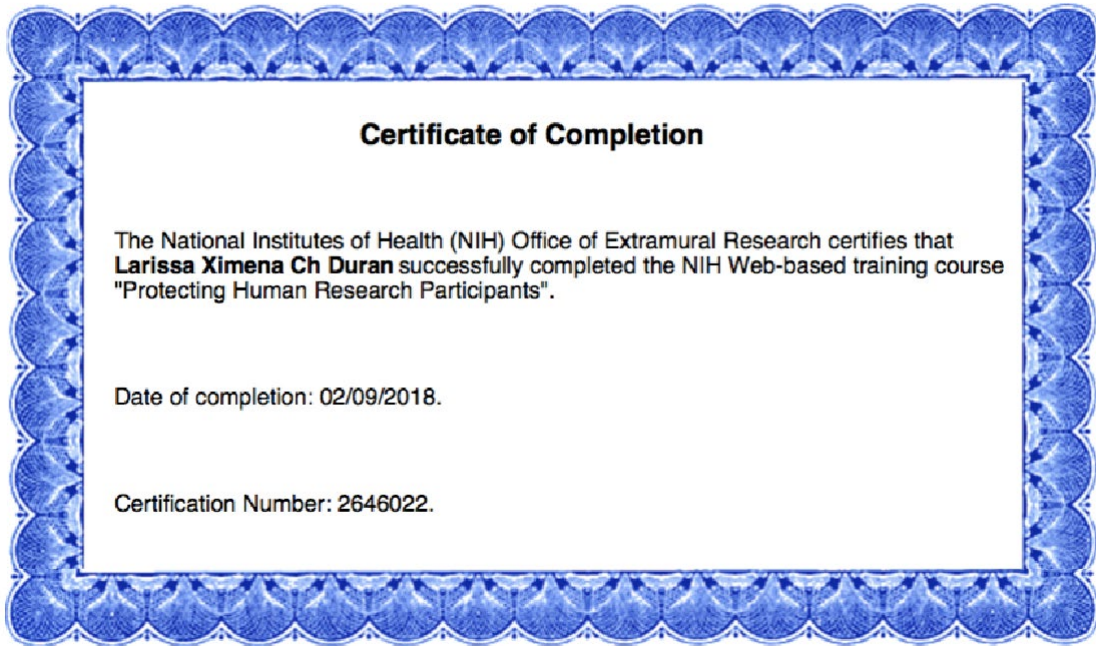 Certificate of Completion
The National Institutes of Health (NIH) Office of Extramural Research certifies that
Larissa Ximena Ch Duran successfully completed the NIH Web-based training course
"Protecting Human Research Participants".
Date of completion: 02/09/2018.
Certification Number: 2646022.